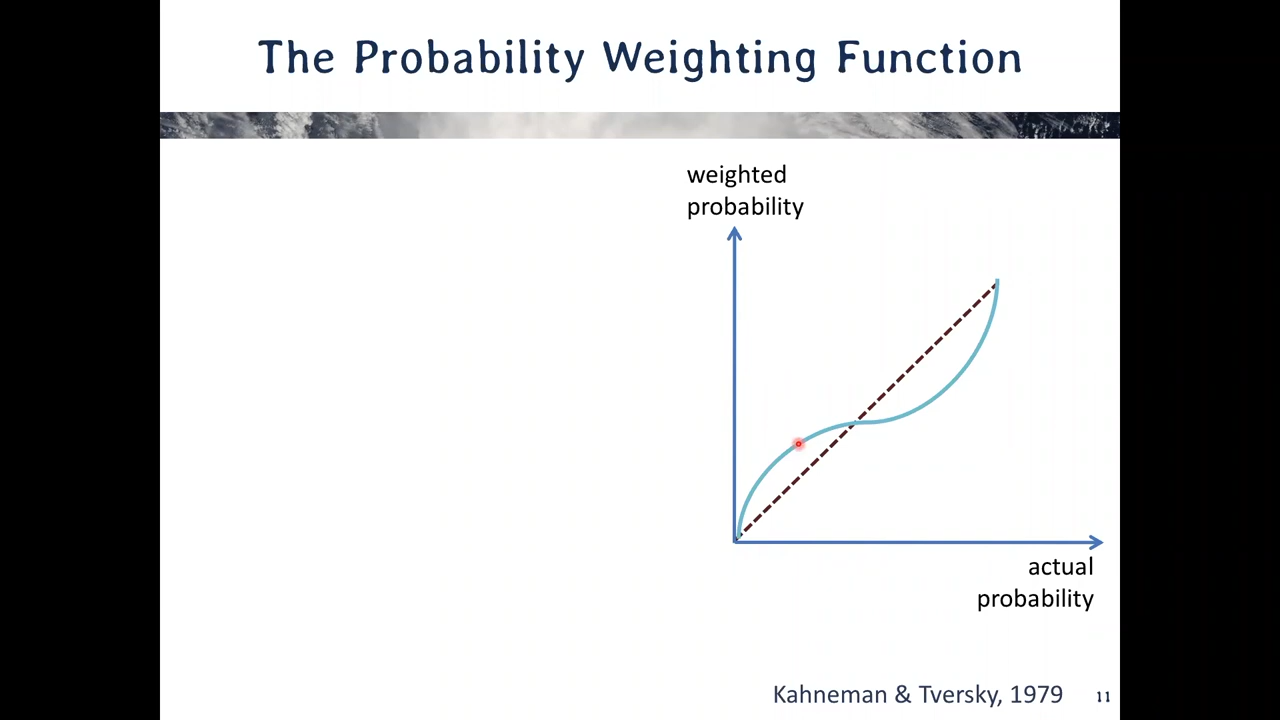 The Probability Weighting Function
weighted
probability
actual
probability
Kahneman & Tversky, 1979
11